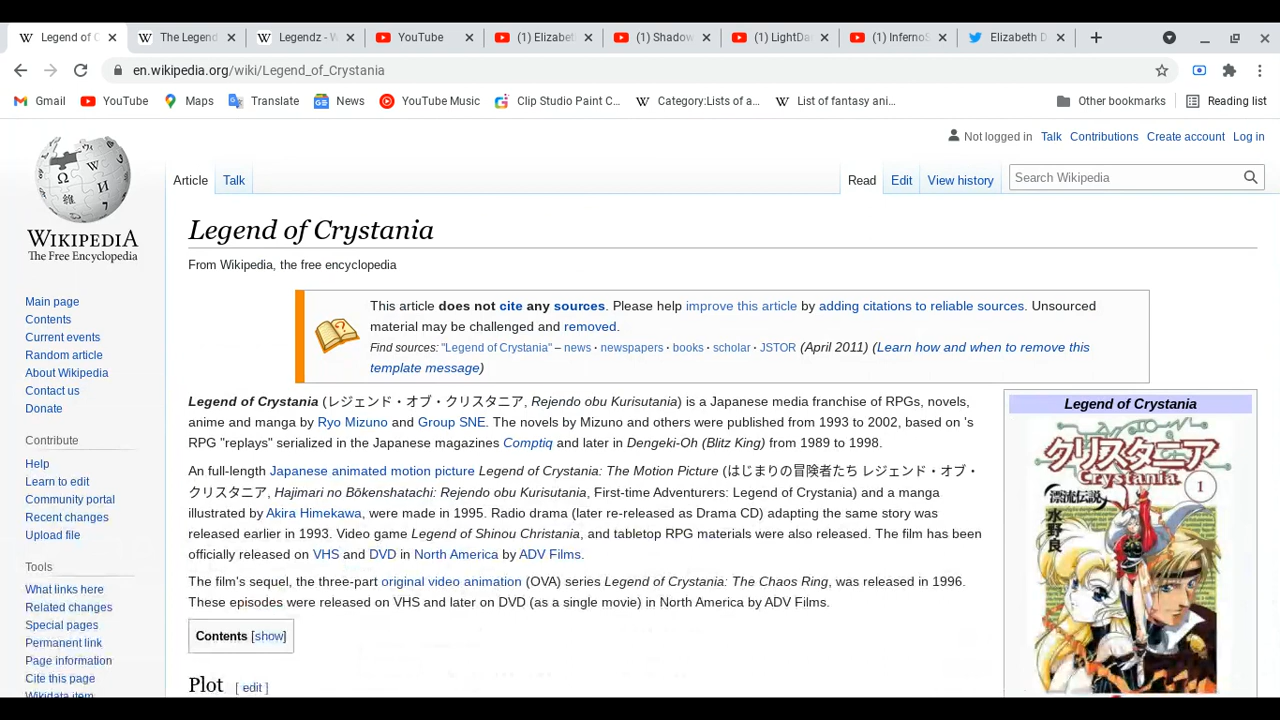 Legend of C
The Legend
Legendz - W
YouTube
(1) Elizabet
(1) Shadow
(1) LightDa
(1) InfernoS
Elizabeth D
en.wikipedia.org/wiki/Legend_of_Crystania
Gmail YouTube Maps Translate News YouTube Music Clip Studio Paint C... Category:Lists of a... List of fantasy ani... Other bookmarks Reading list
Not logged in Talk Contributions Create account Log in
Article Talk Read Edit View history Search Wikipedia
WIKIPEDIA
The Free Encyclopedia
Main page
Contents
Current events
Random article
About Wikipedia
Contact us
Donate
Contribute
Help
Learn to edit
Community portal
Recent changes
Upload file
Tools
What links here
Related changes
Special pages
Permanent link
Page information
Cite this page
Wikidata item
Legend of Crystania
From Wikipedia, the free encyclopedia
This article does not cite any sources. Please help improve this article by adding citations to reliable sources. Unsourced
material may be challenged and removed.
Find sources: "Legend of Crystania" – news · newspapers · books · scholar · JSTOR (April 2011) (Learn how and when to remove this
template message)
Legend of Crystania (レジェンド・オブ・クリスタニア, Rejendo obu Kurisutania) is a Japanese media franchise of RPGs, novels,
anime and manga by Ryo Mizuno and Group SNE. The novels by Mizuno and others were published from 1993 to 2002, based on 's
RPG "replays" serialized in the Japanese magazines Comptiq and later in Dengeki-Oh (Blitz King) from 1989 to 1998.
An full-length Japanese animated motion picture Legend of Crystania: The Motion Picture (はじまりの冒険者たち レジェンド・オブ・
クリスタニア, Hajimari no Bōkenshatachi: Rejendo obu Kurisutania, First-time Adventurers: Legend of Crystania) and a manga
illustrated by Akira Himekawa, were made in 1995. Radio drama (later re-released as Drama CD) adapting the same story was
released earlier in 1993. Video game Legend of Shinou Christania, and tabletop RPG materials were also released. The film has been
officially released on VHS and DVD in North America by ADV Films.
The film's sequel, the three-part original video animation (OVA) series Legend of Crystania: The Chaos Ring, was released in 1996.
These episodes were released on VHS and later on DVD (as a single movie) in North America by ADV Films.
Contents [show]
Plot [ edit ]
Legend of Crystania
クリスタニア
Crystania
1
漂流伝説
水野良